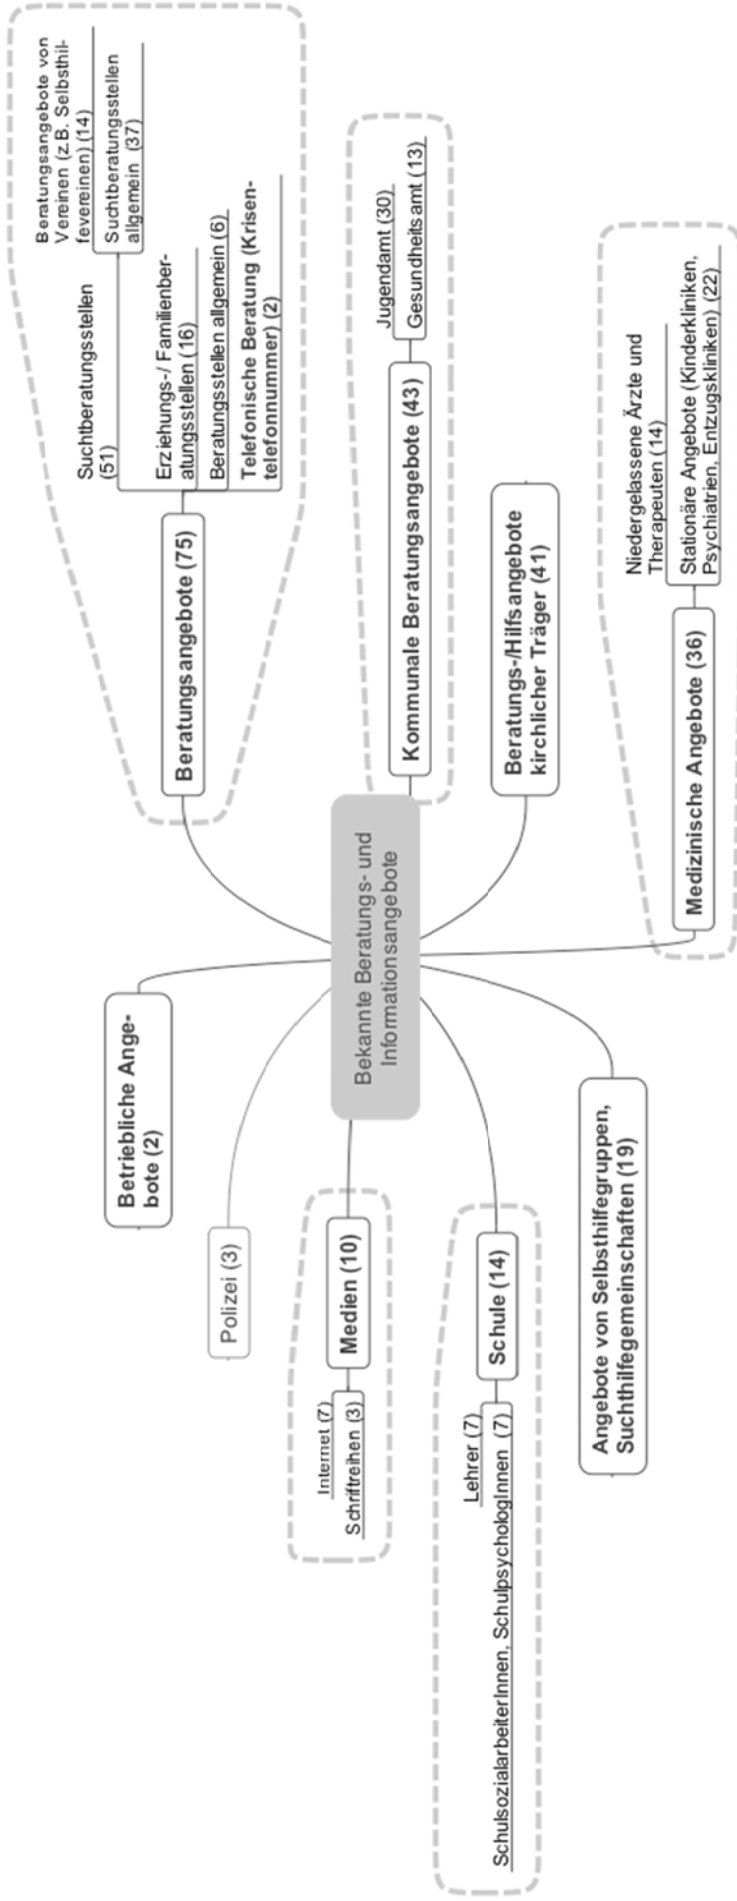 Bekannte Beratungs- und
Informationsangebote
Beratungsangebote (75)
Suchtberatungsstellen
(51)
Beratungsangebote von
Vereinen (z.B. Selbsthil-
fevereinen) (14)
Suchtberatungsstellen
allgemein (37)
Erziehungs-/ Familienber-
atungsstellen (16)
Beratungsstellen allgemein (6)
Telefonische Beratung (Krisen-
telefonnummer) (2)
Kommunale Beratungsangebote (43)
Jugendamt (30)
Gesundheitsamt (13)
Beratungs-/Hilfsangebote
kirchlicher Träger (41)
Medizinische Angebote (36)
Niedergelassene Ärzte und
Therapeuten (14)
Stationäre Angebote (Kinderkliniken,
Psychiatrien, Entzugskliniken) (22)
Betriebliche Ange-
bote (2)
Polizei (3)
Medien (10)
Internet (7)
Schriftreihen (3)
Schule (14)
Lehrer (7)
SchulsozialarbeiterInnen, SchulpsychologInnen (7)
Angebote von Selbsthilfegruppen,
Suchthilfegemeinschaften (19)